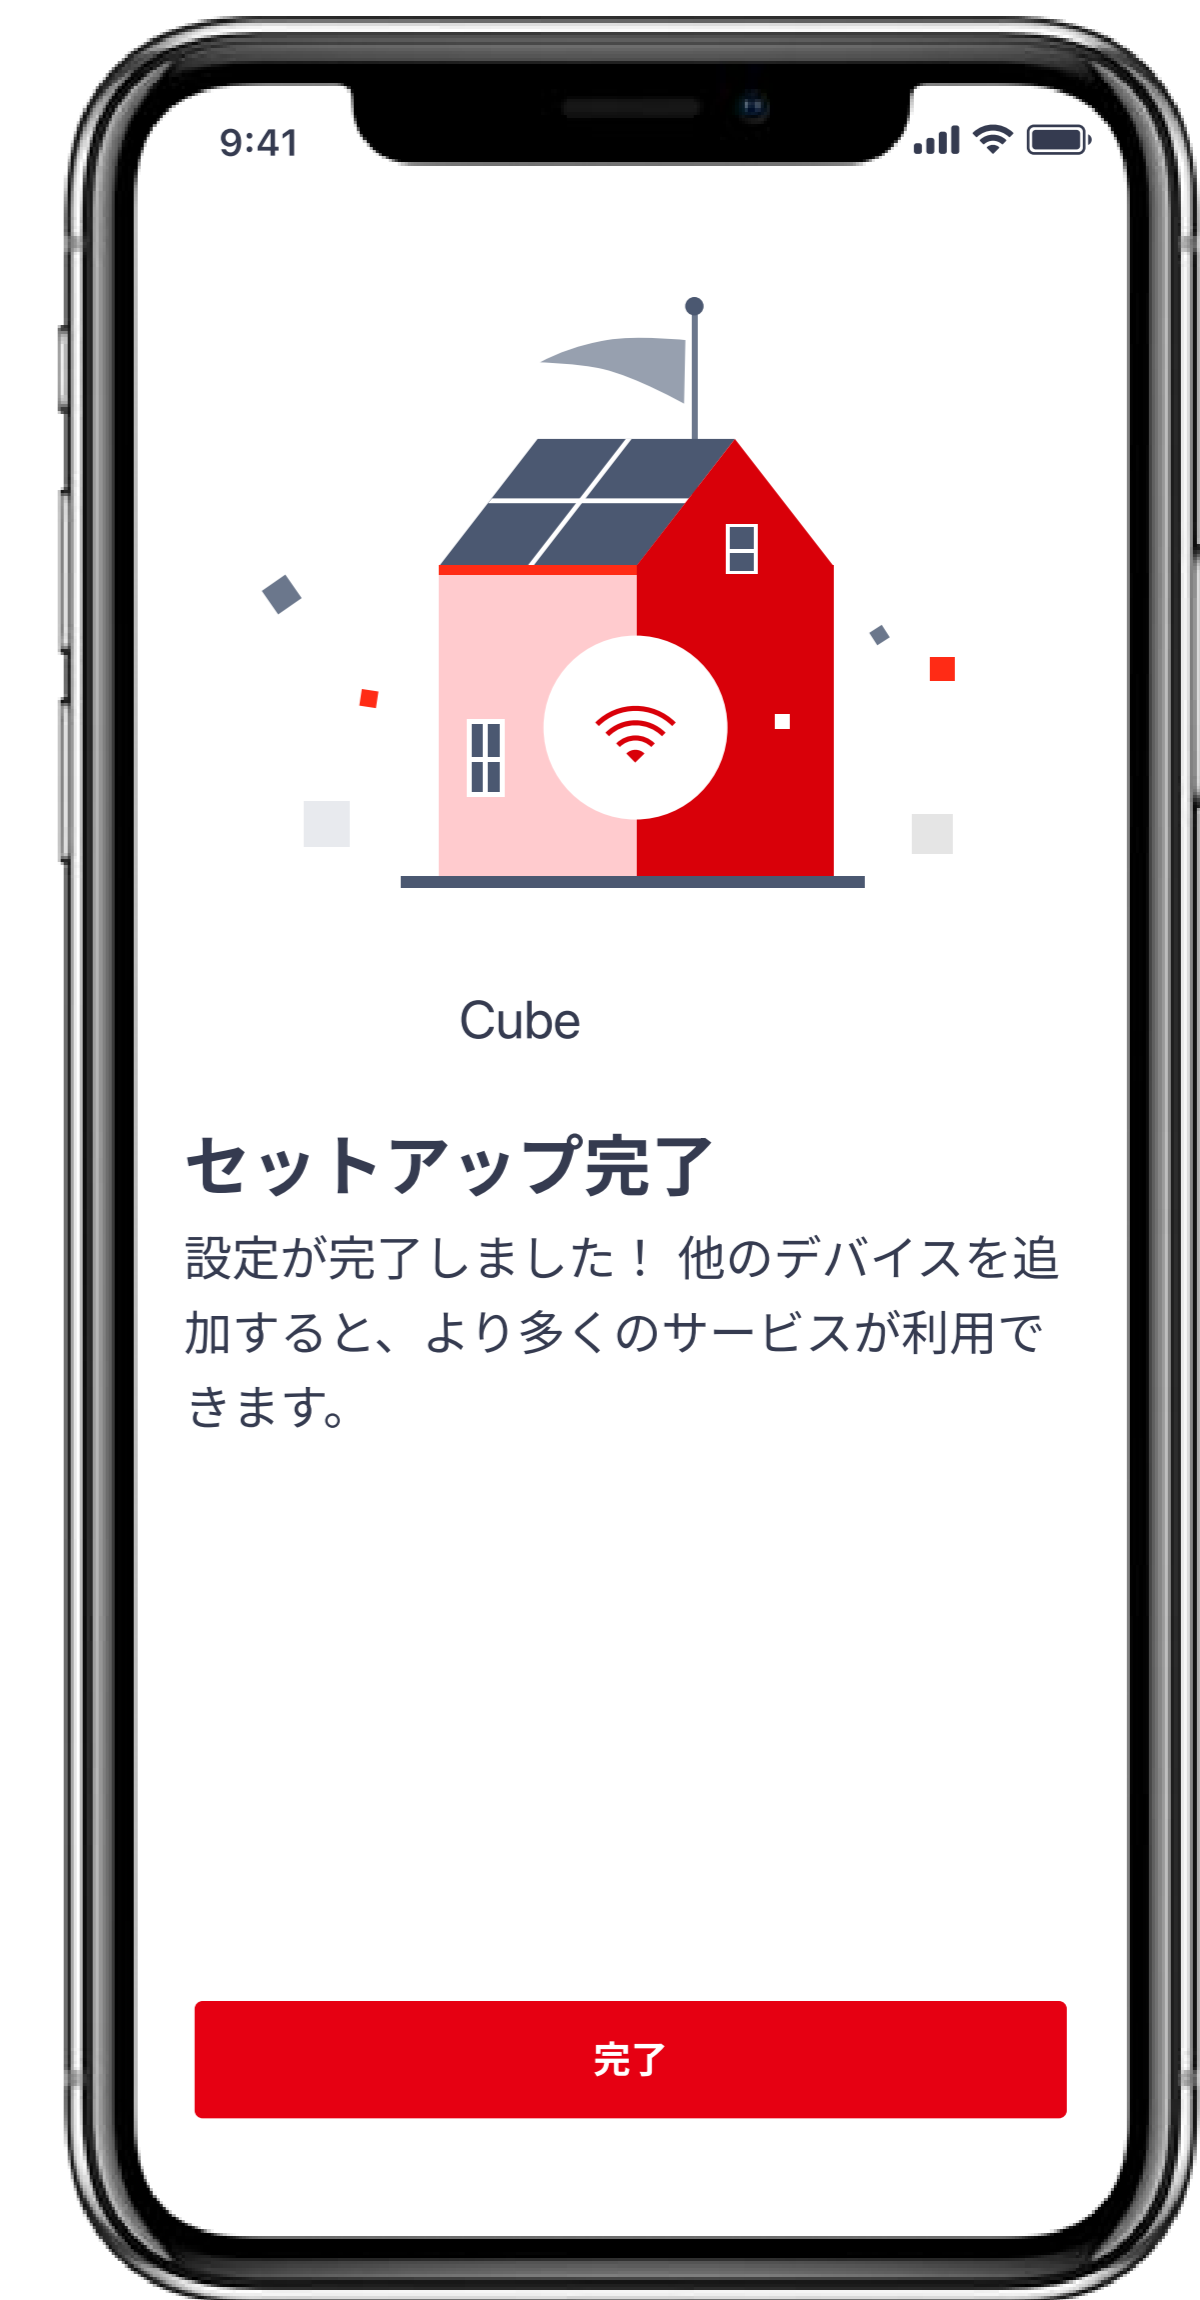 9:41
Cube
セットアップ完了
設定が完了しました！ 他のデバイスを追
加すると、より多くのサービスが利用で
きます。
完了